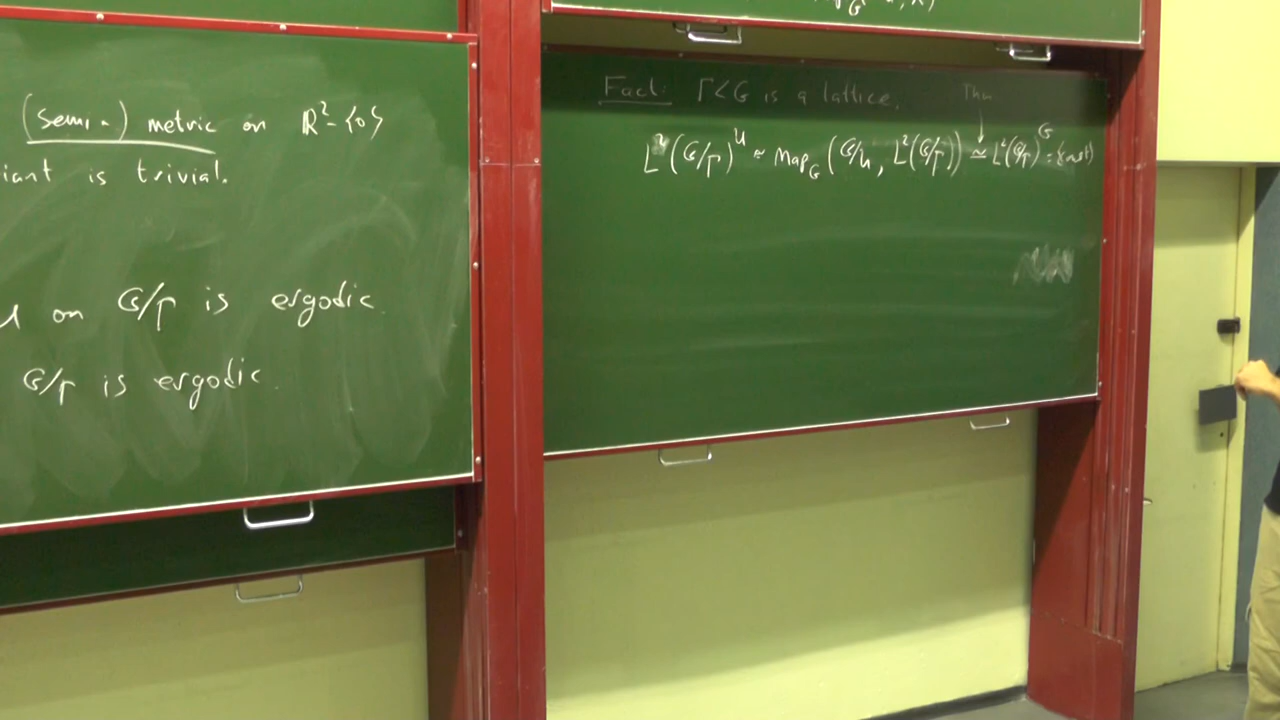 (semi-) metric on ℝ²-{0}
iant is trivial.
U on G/Γ is ergodic.
G/Γ is ergodic.
Fact: Γ<G is a lattice. Thm
L²(G/Γ)^U ≃ Map_G(G/U, L²(G/Γ)) ≃ L²(G/Γ)^G = {const}